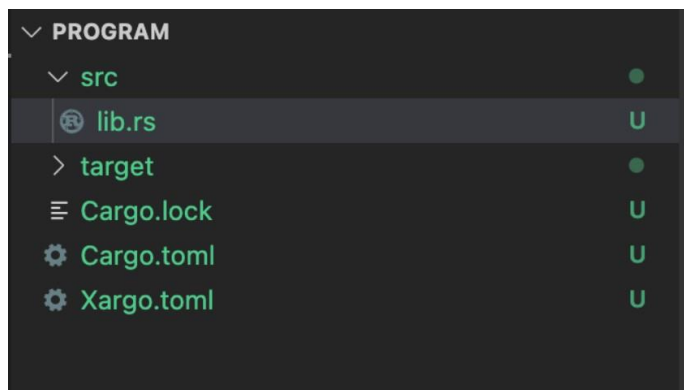 PROGRAM
src
lib.rs U
target
Cargo.lock U
Cargo.toml U
Xargo.toml U